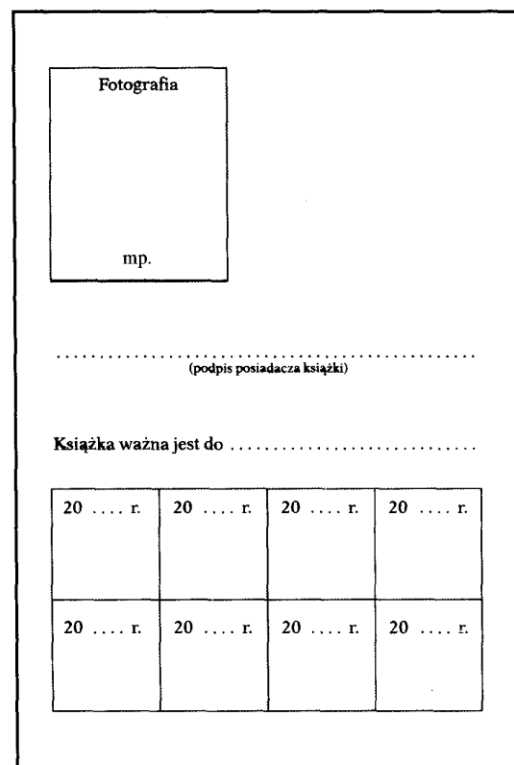 Fotografia
mp.
........................................................
(podpis posiadacza książki)
Książka ważna jest do .................................
20 .... r. 20 .... r. 20 .... r. 20 .... r.
20 .... r. 20 .... r. 20 .... r. 20 .... r.